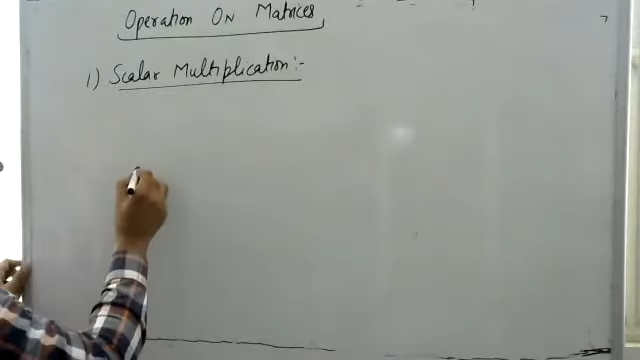 Operation On Matrices
1) Scalar Multiplication:-